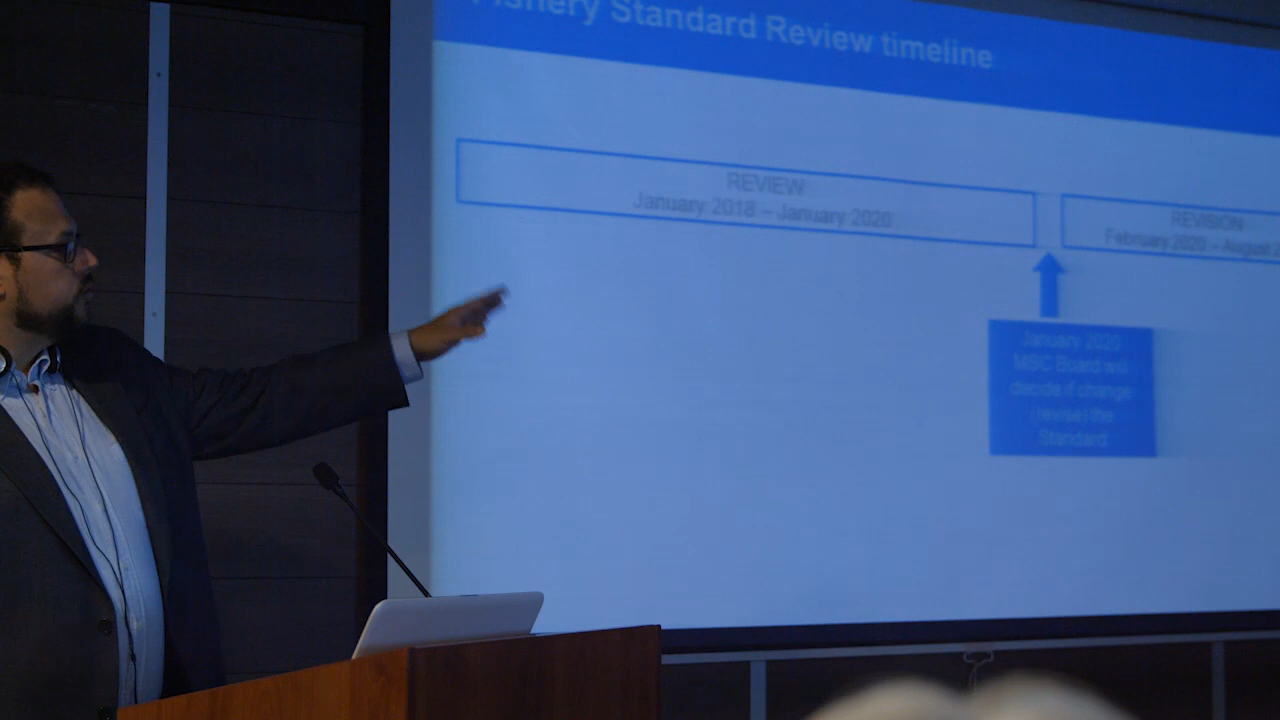 Fishery Standard Review timeline
REVIEW
January 2018 – January 2020
REVISION
February 2020 – August
January 2020
MSC Board will
decide if change
(revise) the
Standard